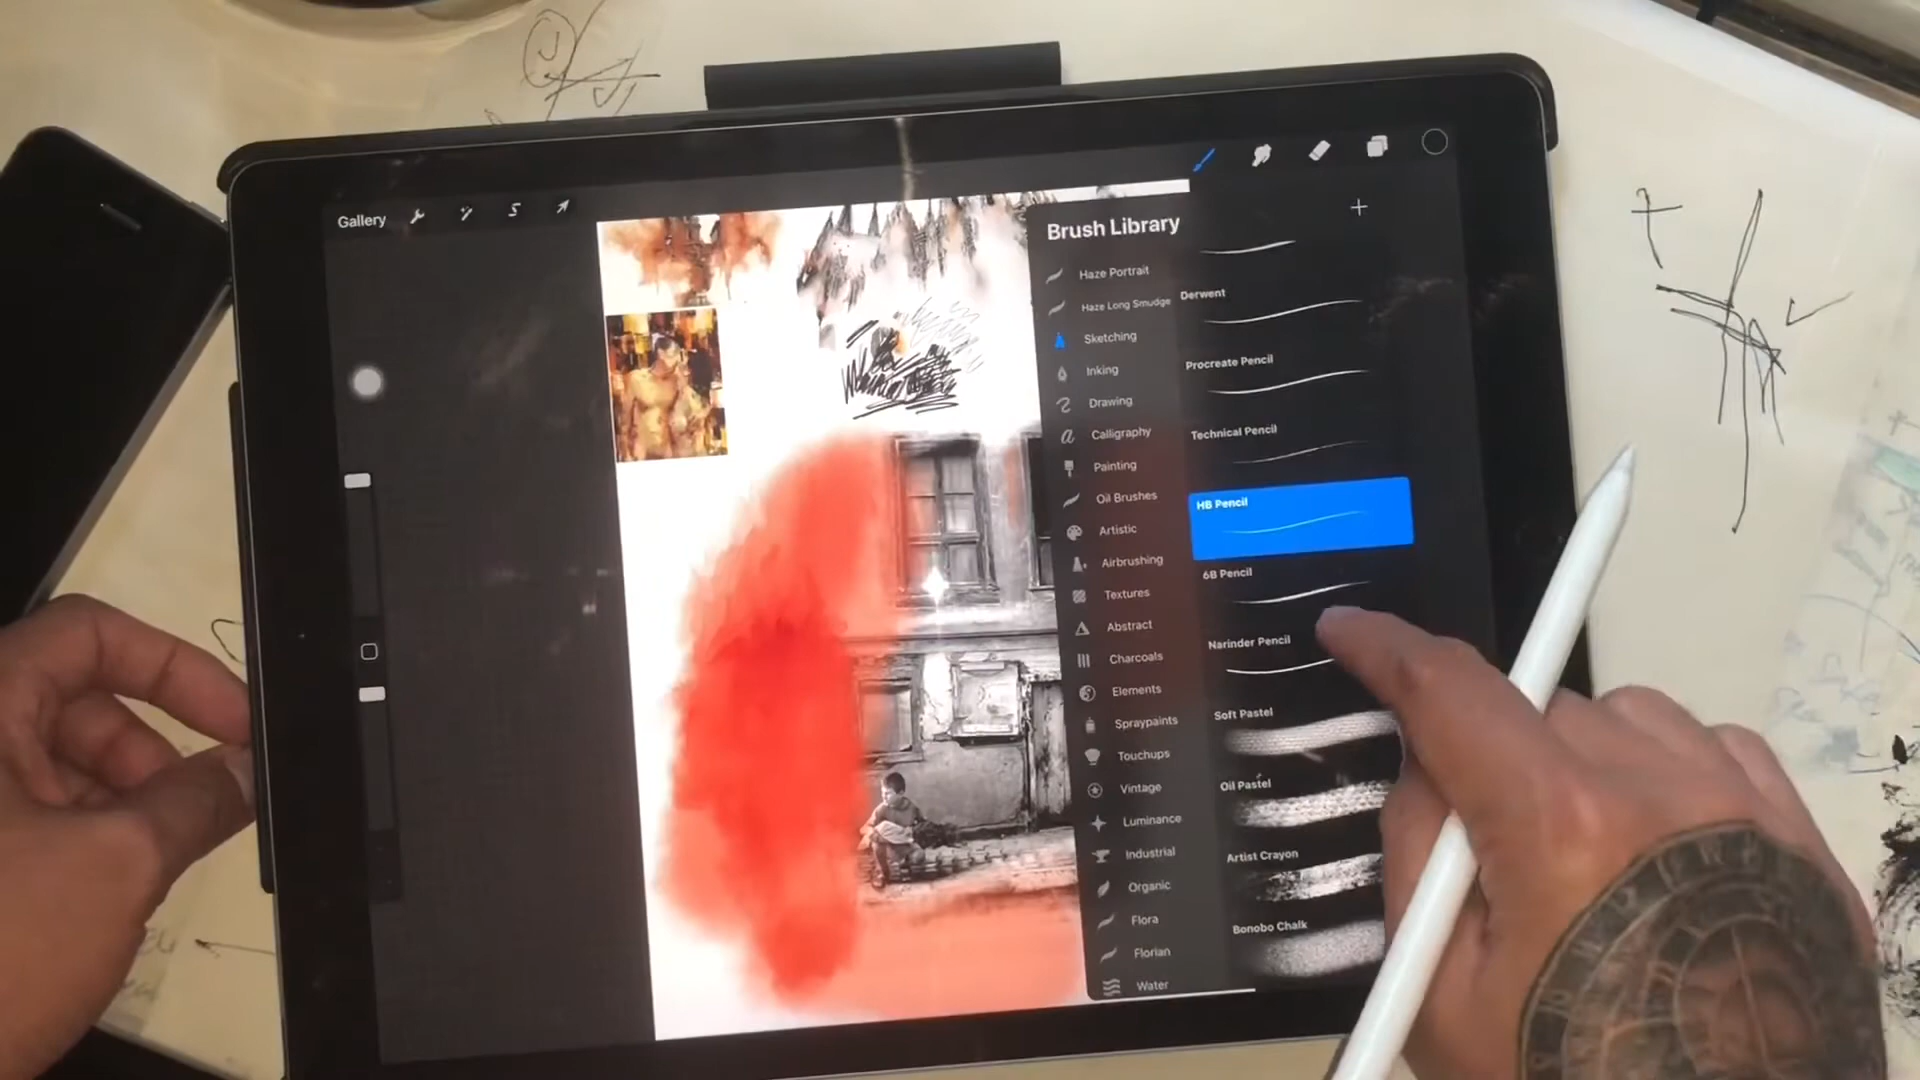 Gallery
Brush Library
Haze Portrait
Haze Long Smudge
Sketching
Inking
Drawing
Calligraphy
Painting
Oil Brushes
Artistic
Airbrushing
Textures
Abstract
Charcoals
Elements
Spraypaints
Touchups
Vintage
Luminance
Industrial
Organic
Flora
Florian
Water
Derwent
Procreate Pencil
Technical Pencil
HB Pencil
6B Pencil
Narinder Pencil
Soft Pastel
Oil Pastel
Artist Crayon
Bonobo Chalk